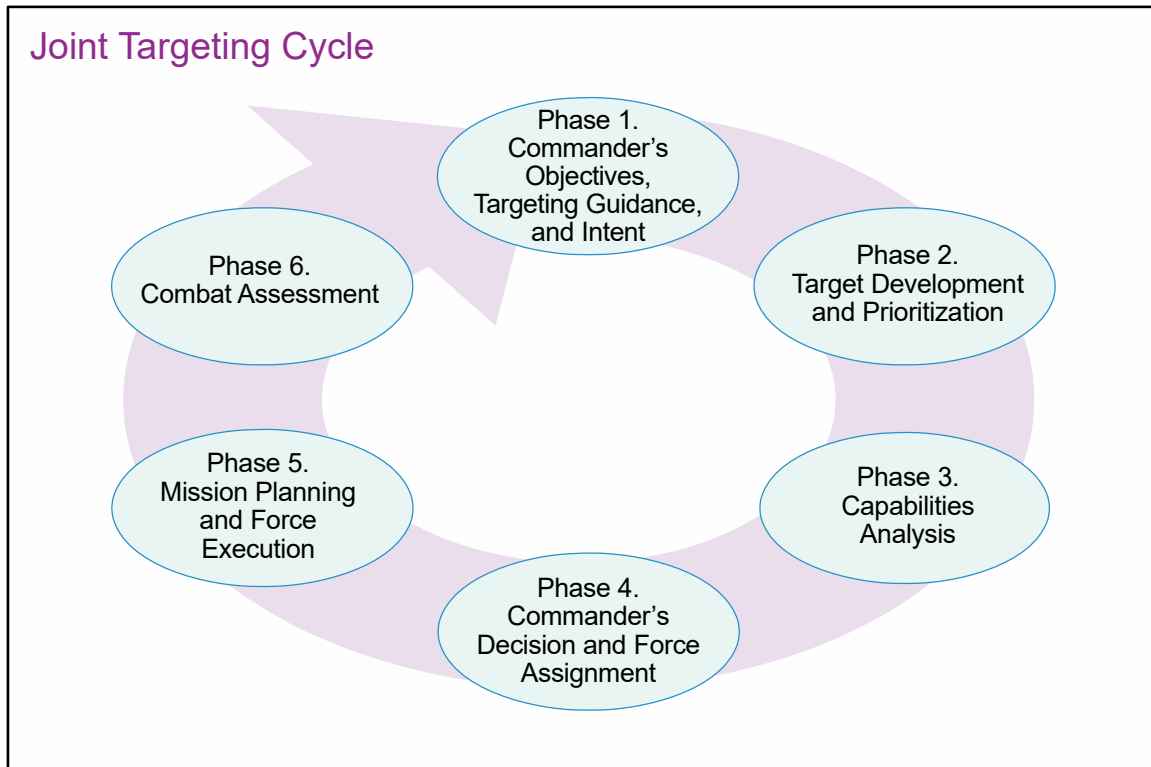 Joint Targeting Cycle
Phase 1.
Commander’s
Objectives,
Targeting Guidance,
and Intent
Phase 2.
Target Development
and Prioritization
Phase 3.
Capabilities
Analysis
Phase 4.
Commander’s
Decision and Force
Assignment
Phase 5.
Mission Planning
and Force
Execution
Phase 6.
Combat Assessment